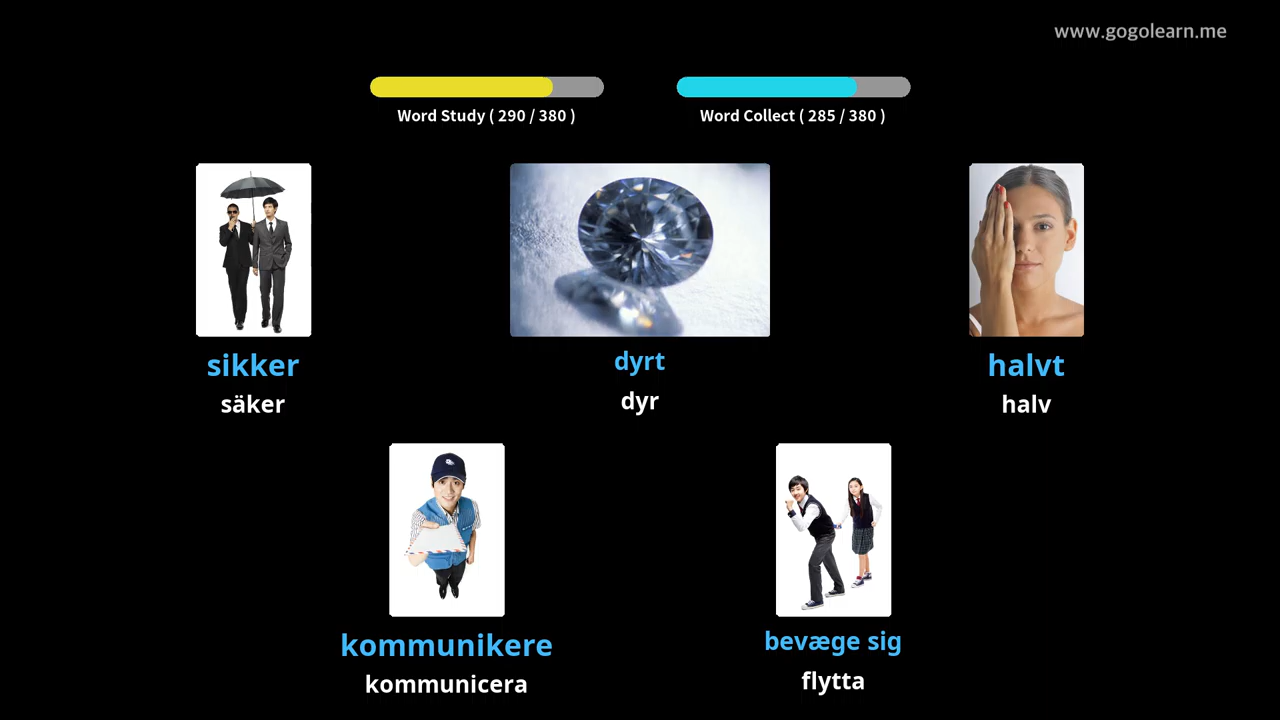 www.gogolearn.me
Word Study ( 290 / 380 )
Word Collect ( 285 / 380 )
sikker
säker
dyrt
dyr
halvt
halv
kommunikere
kommunicera
bevæge sig
flytta